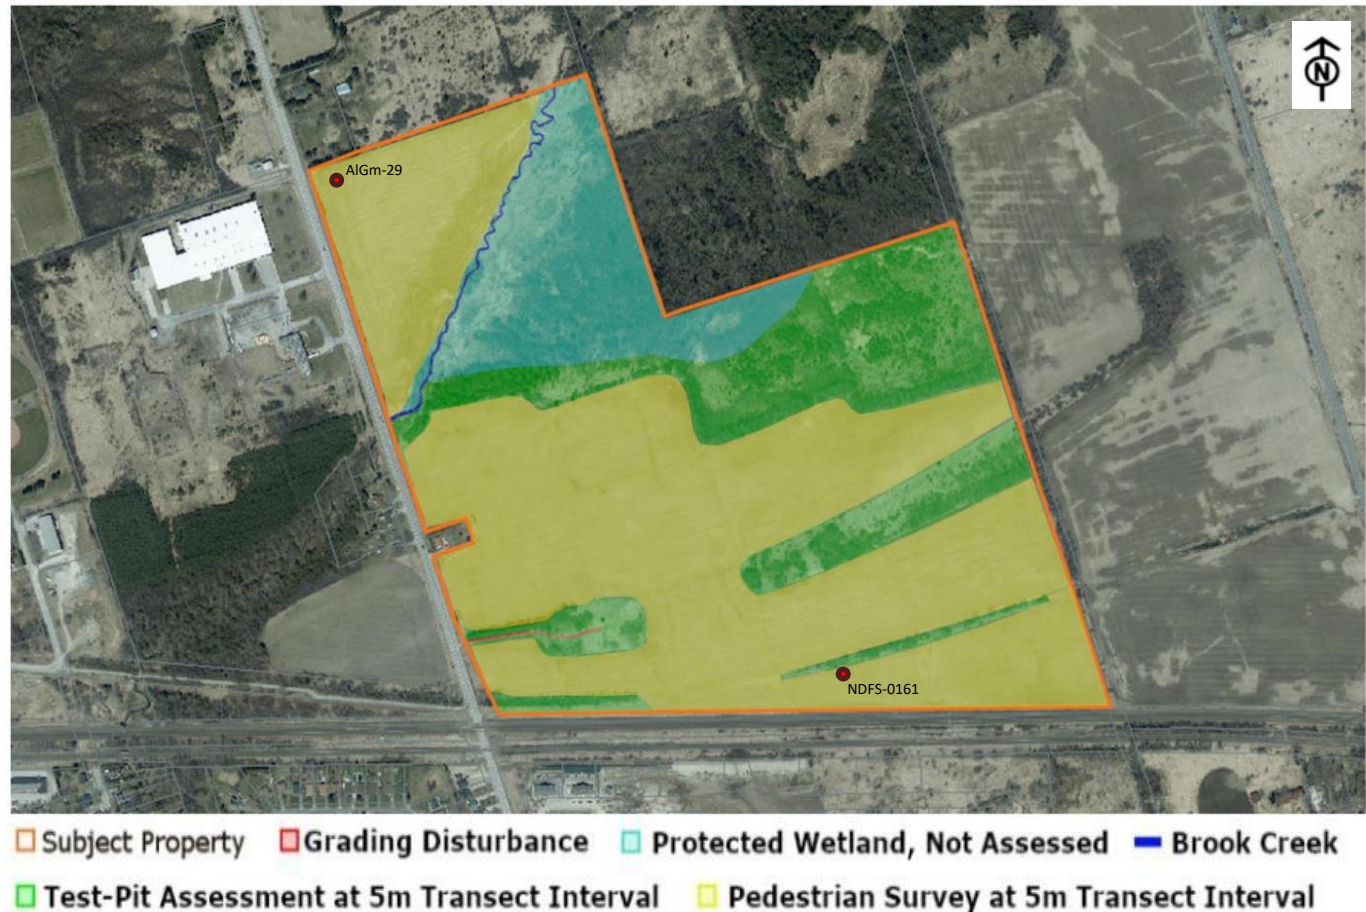 N
AlGm-29
NDFS-0161
Subject Property Grading Disturbance Protected Wetland, Not Assessed Brook Creek
Test-Pit Assessment at 5m Transect Interval Pedestrian Survey at 5m Transect Interval